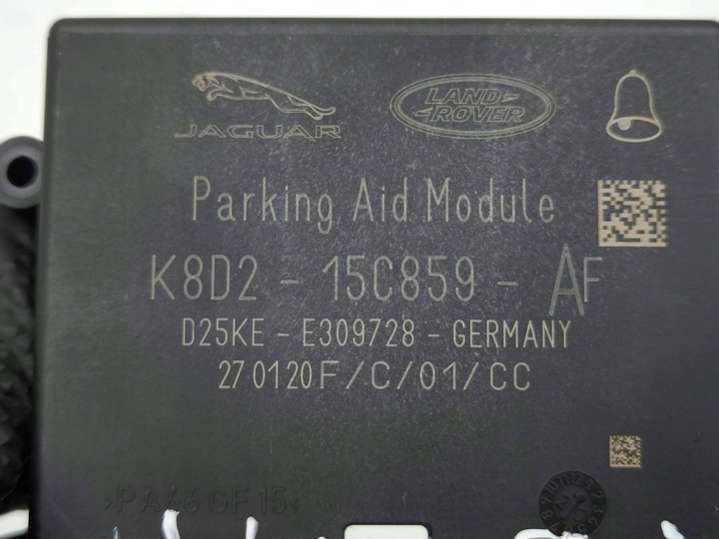 JAGUAR
LAND ROVER
Parking Aid Module
K8D2 - 15C859 - AF
D25KE - E309728 - GERMANY
270120F/C/01/CC